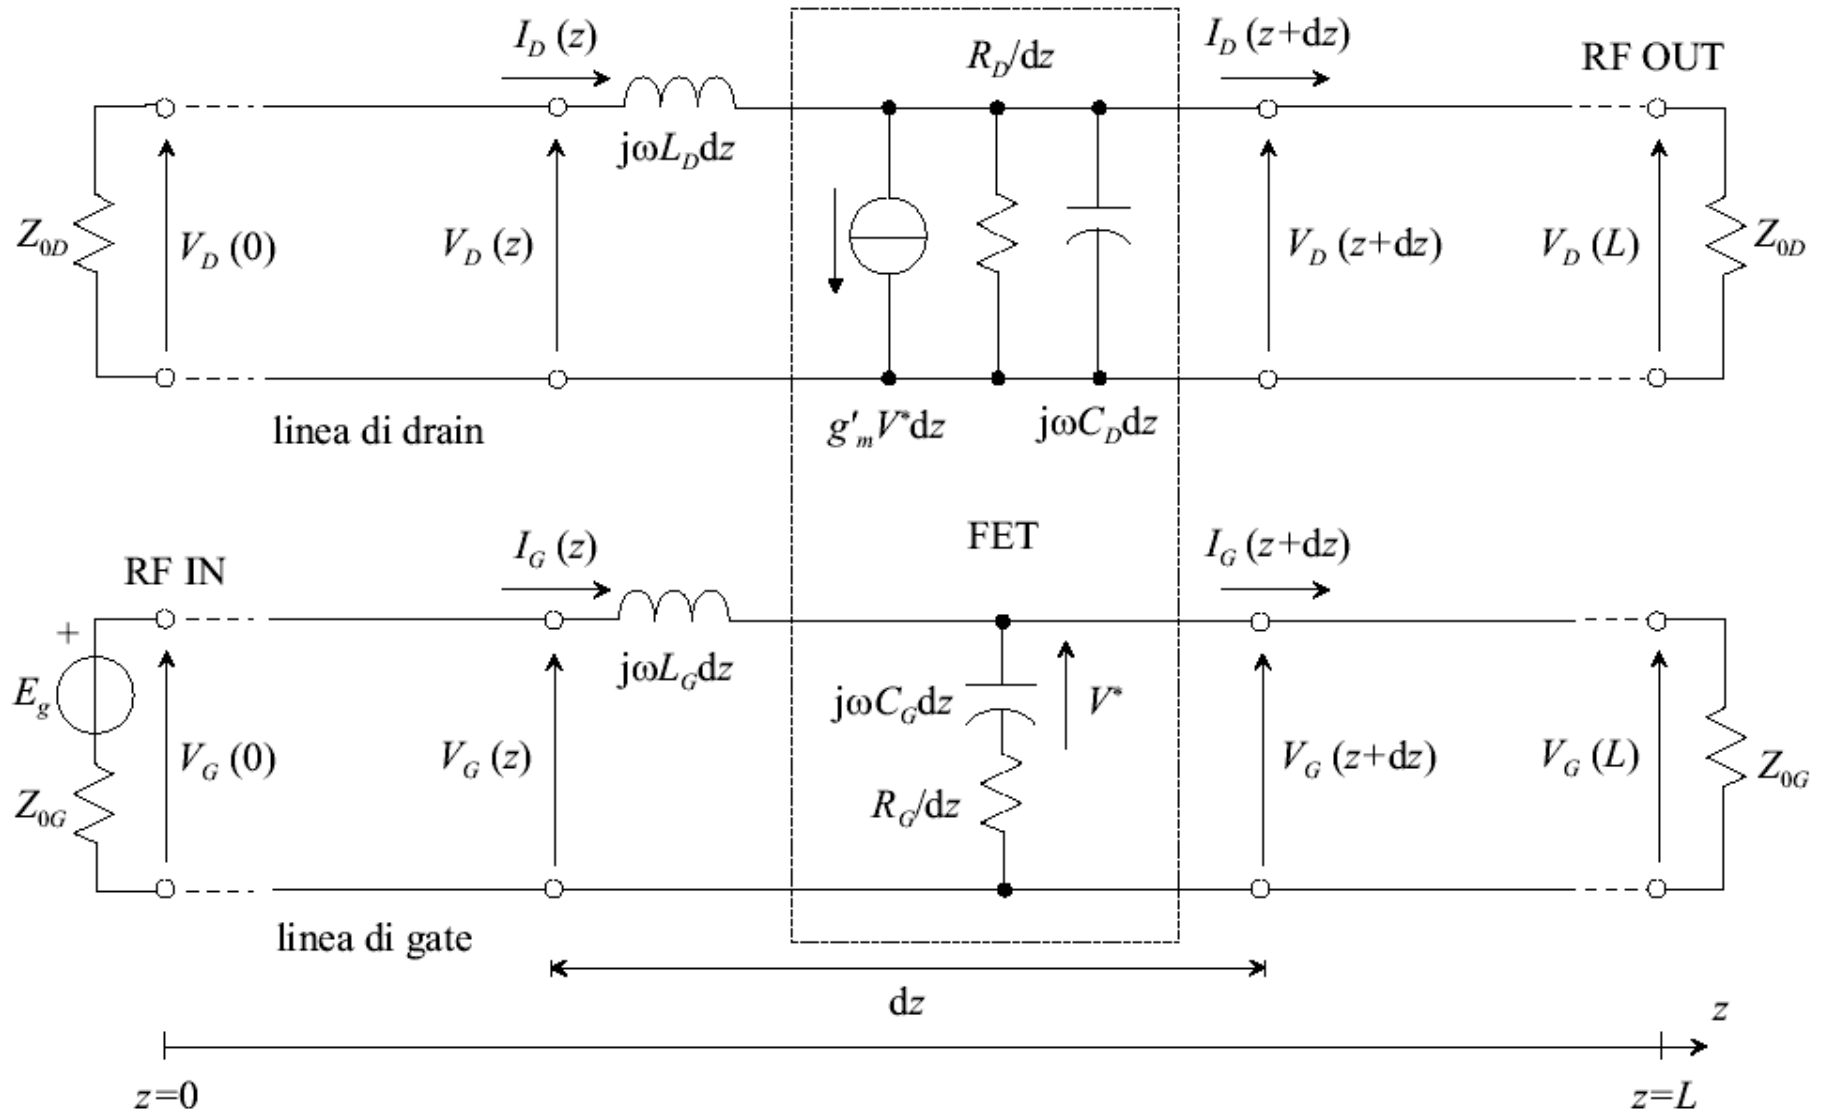 I_D (z)
I_D (z+dz)
R_D/dz
RF OUT
jωL_Ddz
Z_0D
V_D (0)
V_D (z)
V_D (z+dz)
V_D (L)
Z_0D
linea di drain
g'_mV*dz
jωC_Ddz
I_G (z)
FET
I_G (z+dz)
RF IN
+
jωL_Gdz
E_g
jωC_Gdz
V*
V_G (0)
V_G (z)
V_G (z+dz)
V_G (L)
Z_0G
R_G/dz
Z_0G
linea di gate
dz
z
z=0
z=L